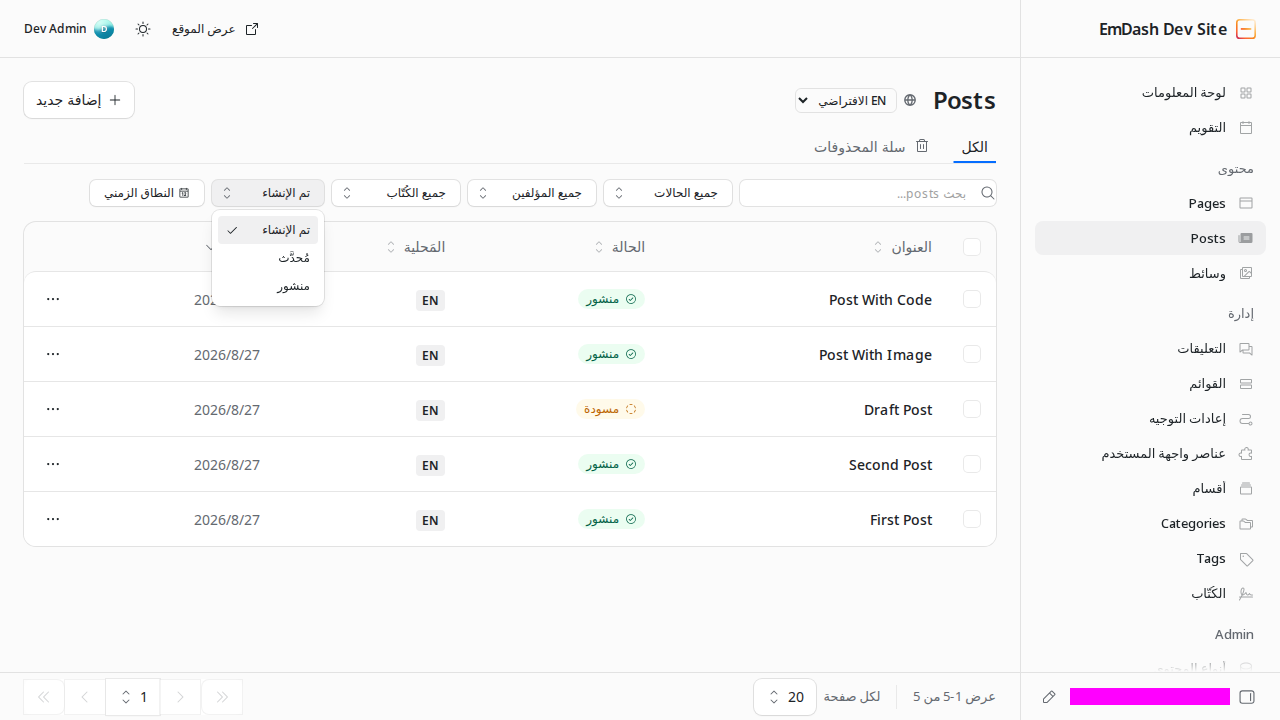 EmDash Dev Site
عرض الموقع
Dev Admin
D
لوحة المعلومات
التقويم
محتوى
Pages
Posts
وسائط
إدارة
التعليقات
القوائم
إعادات التوجيه
عناصر واجهة المستخدم
أقسام
Categories
Tags
الكُتّاب
Admin
أنواع المحتوى
Posts
EN الافتراضي
إضافة جديد
الكل
سلة المحذوفات
بحث posts...
جميع الحالات
جميع المؤلفين
جميع الكُتّاب
تم الإنشاء
النطاق الزمني
تم الإنشاء
مُحدَّث
منشور
العنوان
الحالة
المَحلية
Post With Code
منشور
EN
202
Post With Image
منشور
EN
2026/8/27
Draft Post
مسودة
EN
2026/8/27
Second Post
منشور
EN
2026/8/27
First Post
منشور
EN
2026/8/27
عرض 1-5 من 5
لكل صفحة
20
1